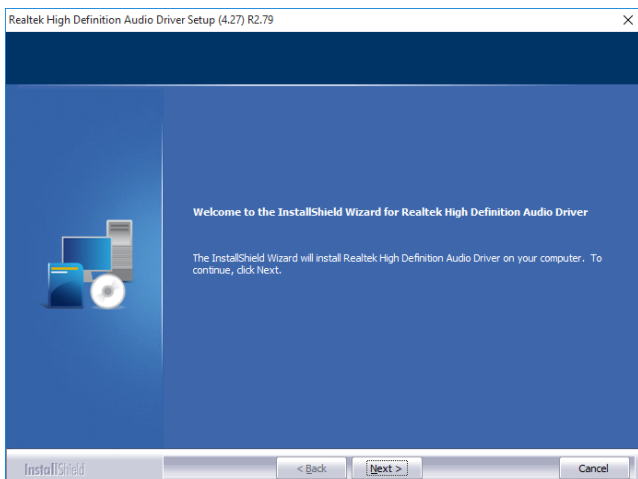 Realtek High Definition Audio Driver Setup (4.27) R2.79
Welcome to the InstallShield Wizard for Realtek High Definition Audio Driver
The InstallShield Wizard will install Realtek High Definition Audio Driver on your computer. To
continue, click Next.
InstallShield
< Back Next > Cancel